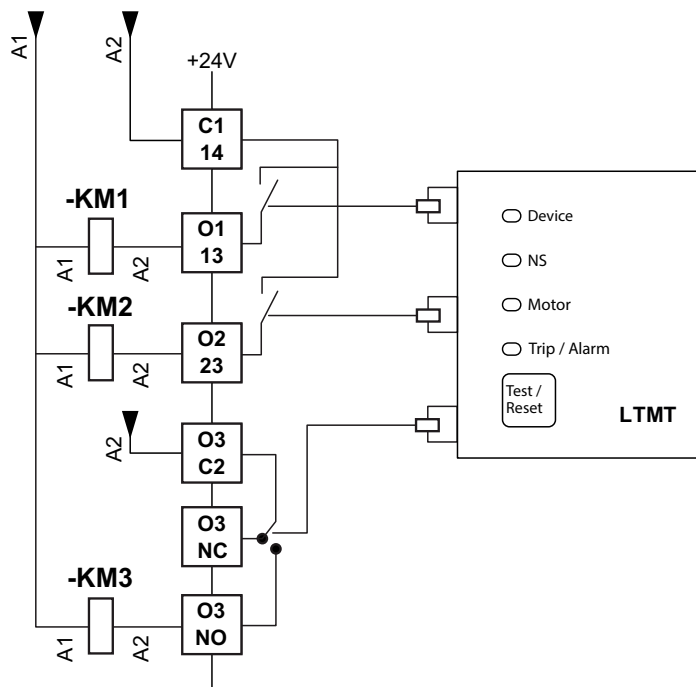 A1
A2
+24V
C1
14
-KM1
O1
13
A1
A2
-KM2
O2
23
A1
A2
O3
C2
A2
O3
NC
-KM3
O3
NO
A1
A2
Device
NS
Motor
Trip / Alarm
Test /
Reset
LTMT